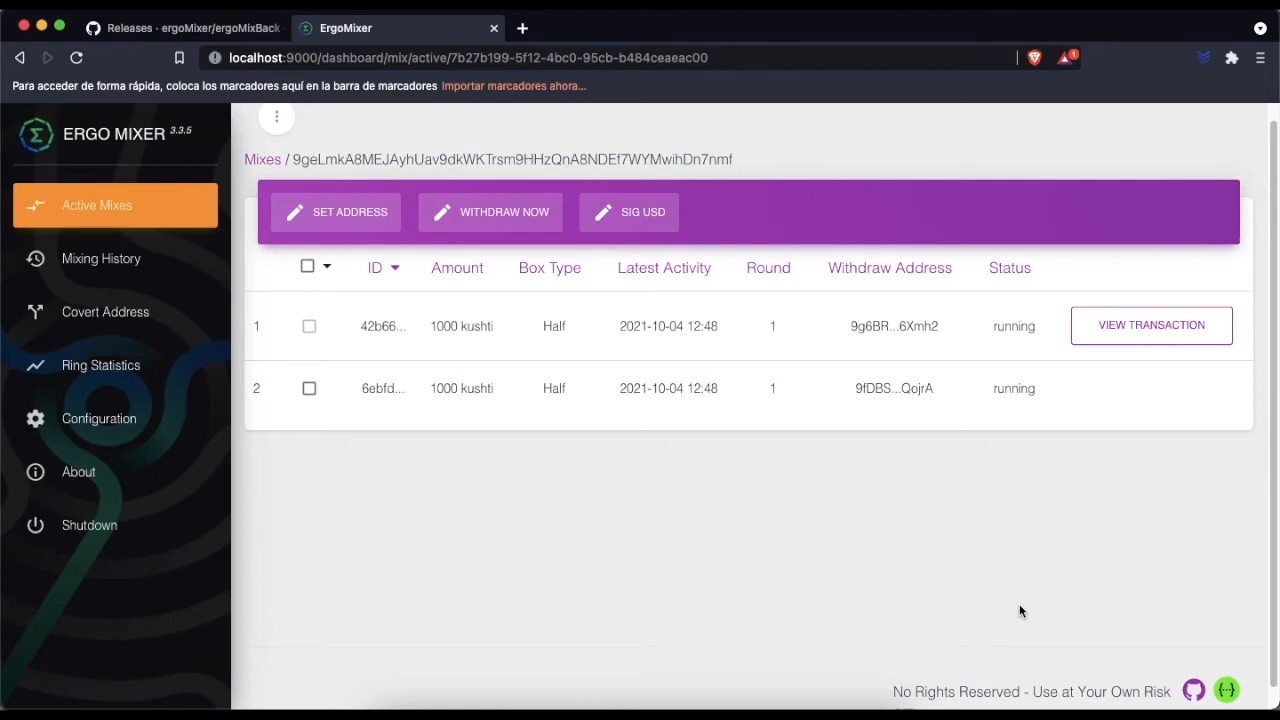 Releases - ergoMixer/ergoMixBack
ErgoMixer
localhost:9000/dashboard/mix/active/7b27b199-5f12-4bc0-95cb-b484ceaeac00
1
Para acceder de forma rápida, coloca los marcadores aquí en la barra de marcadores Importar marcadores ahora...
ERGO MIXER 3.3.5
Active Mixes
Mixing History
Covert Address
Ring Statistics
Configuration
About
Shutdown
Mixes / 9geLmkA8MEJAyhUav9dkWKTrsm9HHzQnA8NDEf7WYMwihDn7nmf
SET ADDRESS WITHDRAW NOW SIG USD
ID Amount Box Type Latest Activity Round Withdraw Address Status
1 42b66... 1000 kushti Half 2021-10-04 12:48 1 9g6BR...6Xmh2 running VIEW TRANSACTION
2 6ebfd... 1000 kushti Half 2021-10-04 12:48 1 9fDBS...QojrA running
No Rights Reserved - Use at Your Own Risk